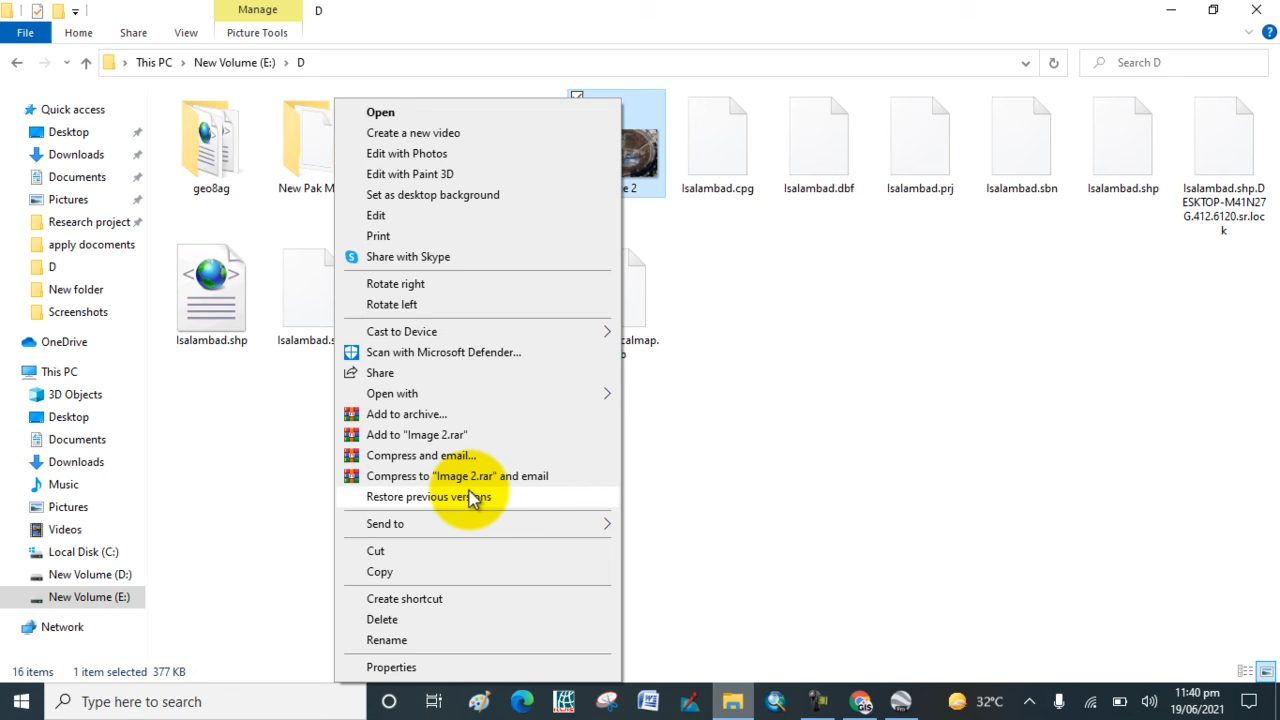 Manage
D
File
Home
Share
View
Picture Tools
This PC
New Volume (E:)
D
Search D
Quick access
Desktop
Downloads
Documents
Pictures
Research project
apply docoments
D
New folder
Screenshots
OneDrive
This PC
3D Objects
Desktop
Documents
Downloads
Music
Pictures
Videos
Local Disk (C:)
New Volume (D:)
New Volume (E:)
Network
geo8ag
New Pak M
e 2
Isalambad.cpg
Isalambad.dbf
Isalambad.prj
Isalambad.sbn
Isalambad.shp
Isalambad.shp.D
ESKTOP-M41N27
G.412.6120.sr.loc
k
Isalambad.shp
Isalambad.s
calmap.
Open
Create a new video
Edit with Photos
Edit with Paint 3D
Set as desktop background
Edit
Print
Share with Skype
Rotate right
Rotate left
Cast to Device
Scan with Microsoft Defender...
Share
Open with
Add to archive...
Add to "Image 2.rar"
Compress and email...
Compress to "Image 2.rar" and email
Restore previous versions
Send to
Cut
Copy
Create shortcut
Delete
Rename
Properties
16 items
1 item selected 377 KB
Type here to search
32°C
11:40 pm
19/06/2021